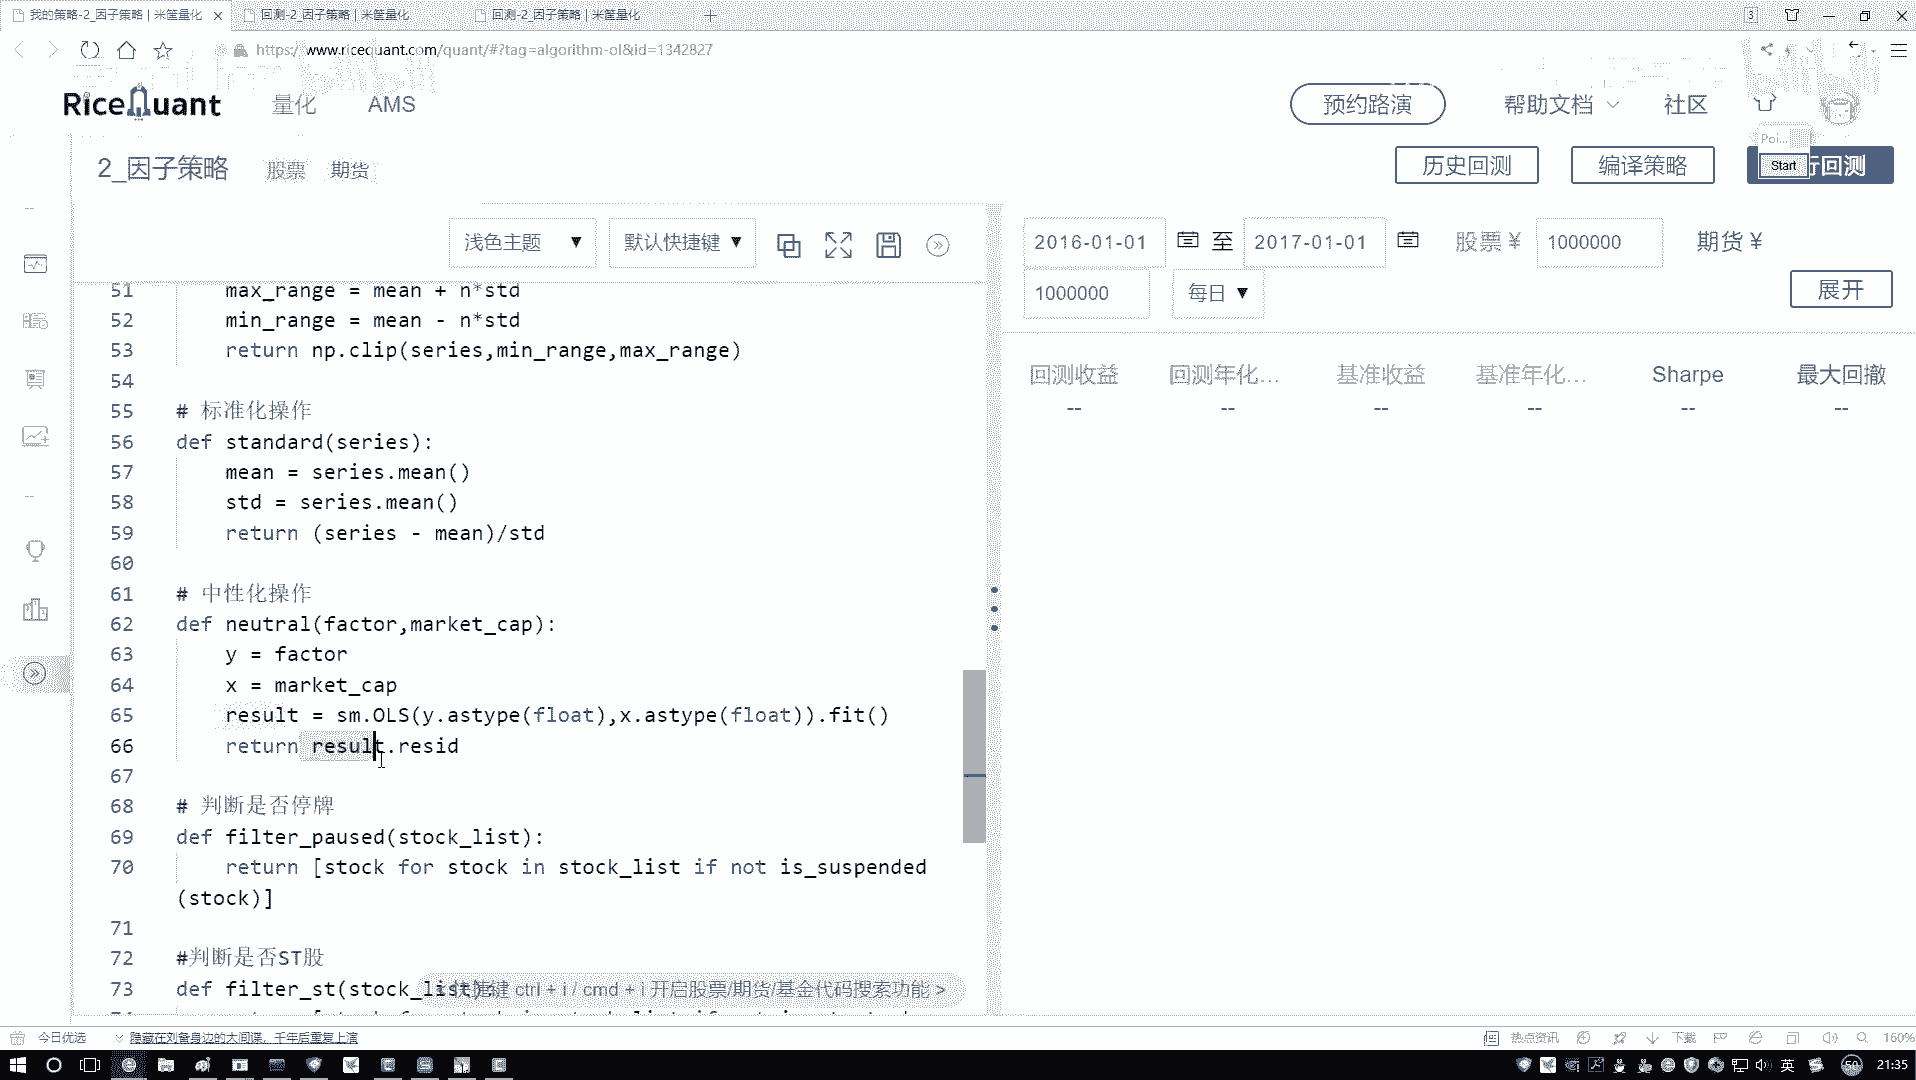 我的策略-2_因子策略 | 米筐量化
回测-2_因子策略 | 米筐量化
回测-2_因子策略 | 米筐量化
3
https://www.ricequant.com/quant/#?tag=algorithm-ol&id=1342827
RiceQuant 量化 AMS 预约路演 帮助文档 社区
Poi...
2_因子策略 股票 期货 历史回测 编译策略 Start 行回测
浅色主题 ▼ 默认快捷键 ▼
2016-01-01 至 2017-01-01 股票 ¥ 1000000 期货 ¥
1000000 每日 ▼ 展开
51 max_range = mean + n*std
52 min_range = mean - n*std
53 return np.clip(series,min_range,max_range)
54
55 # 标准化操作
56 def standard(series):
57 mean = series.mean()
58 std = series.mean()
59 return (series - mean)/std
60
61 # 中性化操作
62 def neutral(factor,market_cap):
63 y = factor
64 x = market_cap
65 result = sm.OLS(y.astype(float),x.astype(float)).fit()
66 return result.resid
67
68 # 判断是否停牌
69 def filter_paused(stock_list):
70 return [stock for stock in stock_list if not is_suspended
(stock)]
71
72 #判断是否ST股
73 def filter_st(stock_list):
ctrl + i / cmd + i 开启股票/期货/基金代码搜索功能 >
回测收益 回测年化... 基准收益 基准年化... Sharpe 最大回撤
-- -- -- -- -- --
今日优选 隐藏在刘备身边的大间谍，千年后重复上演
热点资讯 下载 160%
英 50 21:35